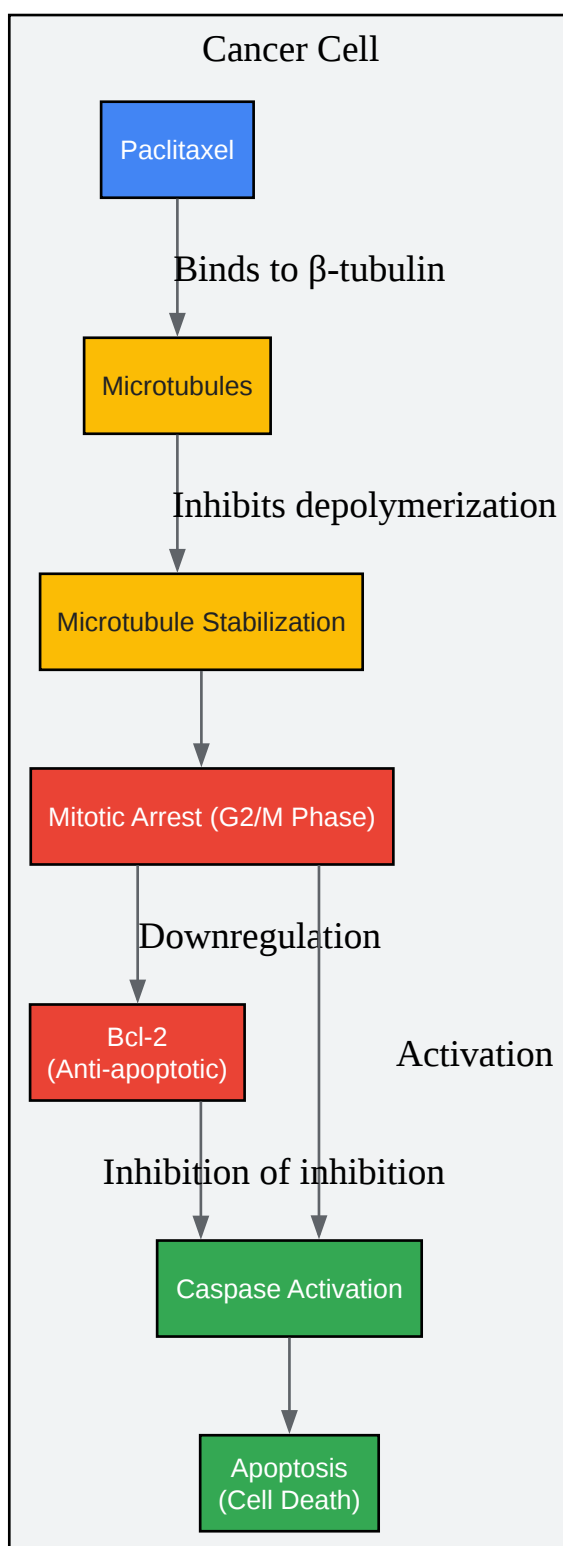 Cancer Cell
Paclitaxel
Binds to β-tubulin
Microtubules
Inhibits depolymerization
Microtubule Stabilization
Mitotic Arrest (G2/M Phase)
Downregulation
Bcl-2
(Anti-apoptotic)
Activation
Inhibition of inhibition
Caspase Activation
Apoptosis
(Cell Death)